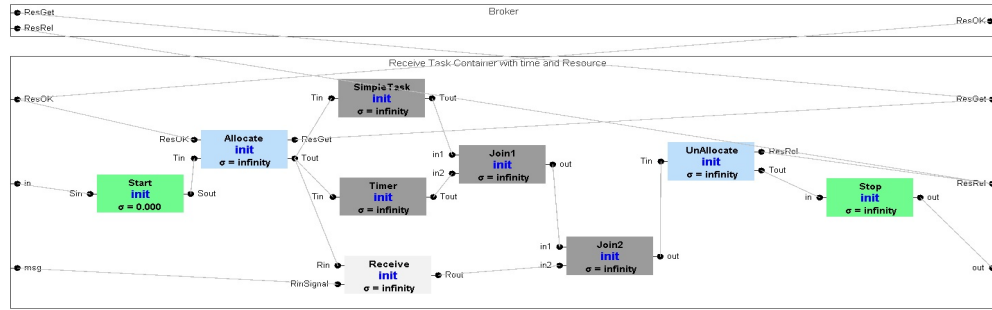 Broker
ResGet
ResRel
ResOK
Receive Task Container with time and Resource
ResOK
ResGet
SimpleTask
init
σ = infinity
Tin
Tout
Allocate
init
σ = infinity
ResOK
Tin
ResGet
Tout
Join1
init
σ = infinity
in1
in2
out
UnAllocate
init
σ = infinity
Tin
ResRel
Tout
in
Start
init
σ = 0.000
Sin
Sout
Timer
init
σ = infinity
Tin
Tout
Stop
init
σ = infinity
in
out
ResRel
Join2
init
σ = infinity
in1
in2
out
msg
Receive
init
σ = infinity
Rin
RinSignal
Rout
out